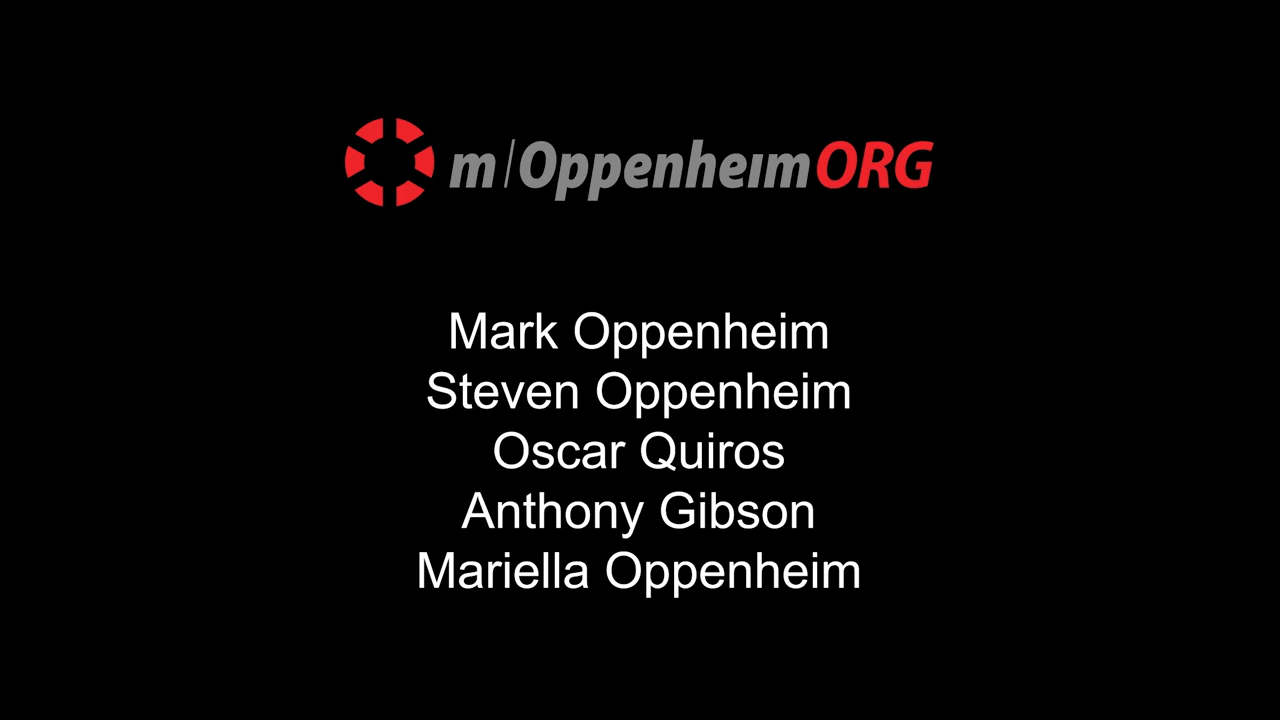 m/OppenheimORG
Mark Oppenheim
Steven Oppenheim
Oscar Quiros
Anthony Gibson
Mariella Oppenheim